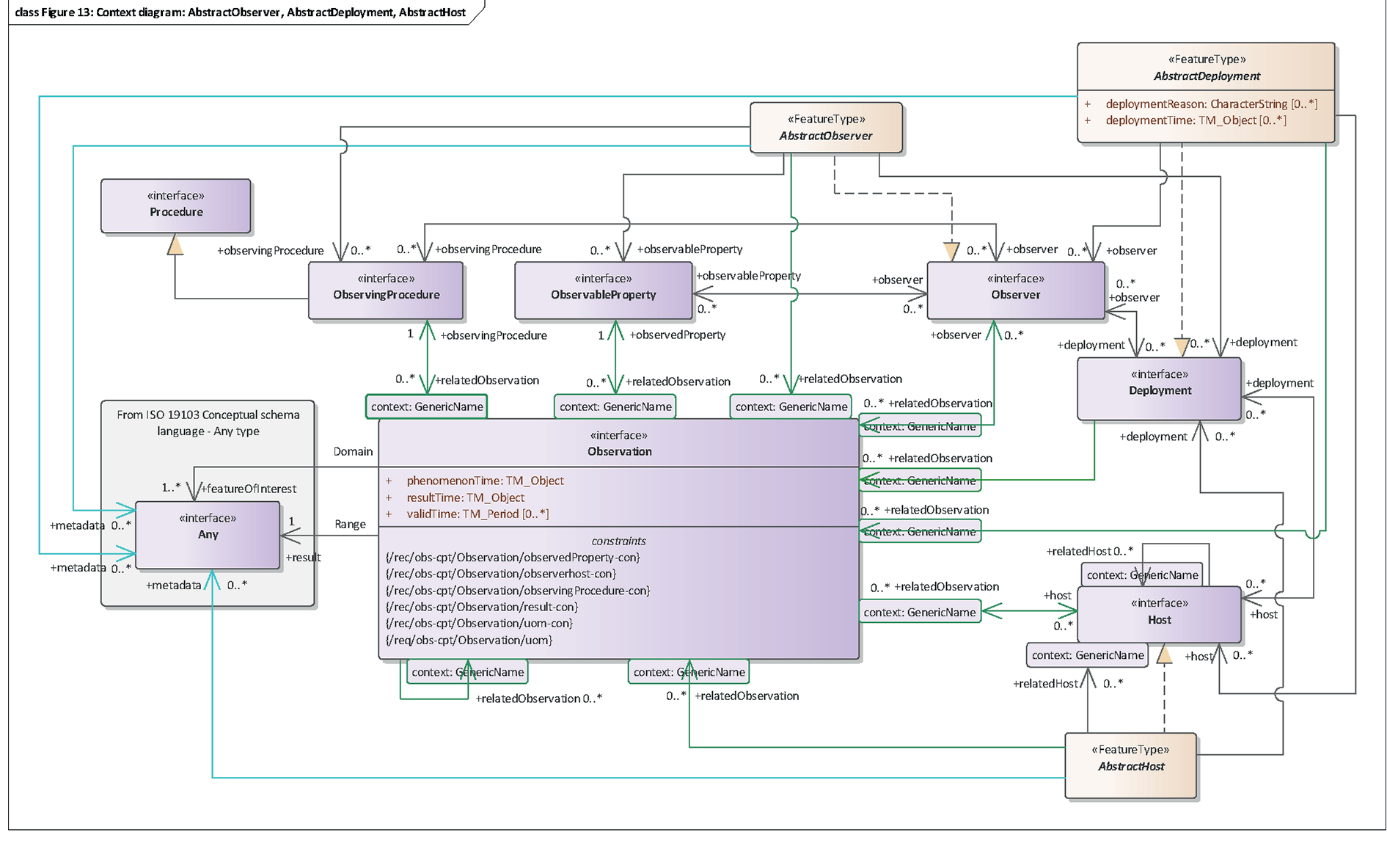 class Figure 13: Context diagram: AbstractObserver, AbstractDeployment, AbstractHost
«FeatureType»
AbstractDeployment
+ deploymentReason: CharacterString [0..*]
+ deploymentTime: TM_Object [0..*]
«FeatureType»
AbstractObserver
«interface»
Procedure
+observingProcedure 0..*
0..* +observingProcedure
0..* +observableProperty
0..* +observer
0..* +observer
«interface»
ObservingProcedure
«interface»
ObservableProperty
+observableProperty
0..*
+observer
0..*
«interface»
Observer
0..*
+observer
1 +observingProcedure
1 +observedProperty
+observer 0..*
+deployment 0..*
0..* +deployment
«interface»
Deployment
+deployment
0..*
+deployment 0..*
0..* +relatedObservation
0..* +relatedObservation
0..* +relatedObservation
context: GenericName
context: GenericName
context: GenericName
0..* +relatedObservation
context: GenericName
0..* +relatedObservation
context: GenericName
0..* +relatedObservation
context: GenericName
0..* +relatedObservation
context: GenericName
From ISO 19103 Conceptual schema
language - Any type
Domain
1..* +featureOfInterest
Range
1
+result
+metadata 0..*
+metadata 0..*
+metadata 0..*
«interface»
Any
«interface»
Observation
+ phenomenonTime: TM_Object
+ resultTime: TM_Object
+ validTime: TM_Period [0..*]
constraints
{/rec/obs-cpt/Observation/observedProperty-con}
{/rec/obs-cpt/Observation/observerhost-con}
{/rec/obs-cpt/Observation/observingProcedure-con}
{/rec/obs-cpt/Observation/result-con}
{/rec/obs-cpt/Observation/uom-con}
{/req/obs-cpt/Observation/uom}
context: GenericName
+relatedObservation 0..*
context: GenericName
0..* +relatedObservation
+relatedHost 0..*
context: GenericName
+host
0..*
«interface»
Host
0..*
+host
context: GenericName
+relatedHost 0..*
+host 0..*
«FeatureType»
AbstractHost